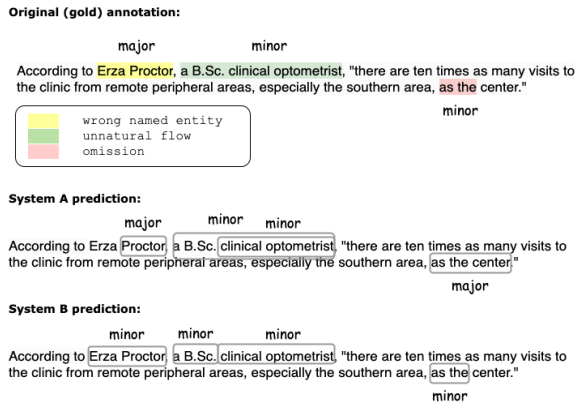 Original (gold) annotation:
major minor
According to Erza Proctor, a B.Sc. clinical optometrist, "there are ten times as many visits to
the clinic from remote peripheral areas, especially the southern area, as the center."
minor
wrong named entity
unnatural flow
omission
System A prediction:
major minor minor
According to Erza Proctor, a B.Sc. clinical optometrist, "there are ten times as many visits to
the clinic from remote peripheral areas, especially the southern area, as the center."
major
System B prediction:
minor minor minor
According to Erza Proctor, a B.Sc. clinical optometrist, "there are ten times as many visits to
the clinic from remote peripheral areas, especially the southern area, as the center."
minor